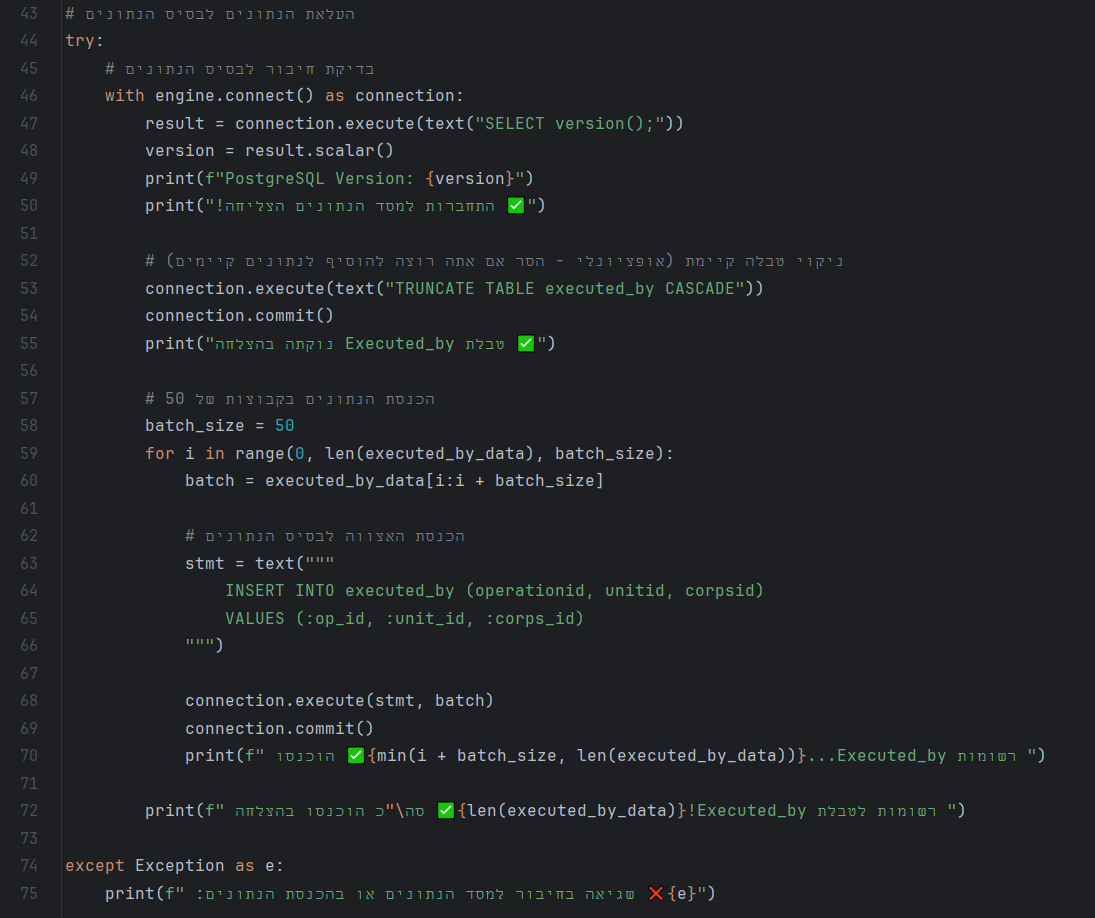 43 # העלאת הנתונים לבסיס הנתונים
44 try:
45     # בדיקת חיבור לבסיס הנתונים
46     with engine.connect() as connection:
47         result = connection.execute(text("SELECT version();"))
48         version = result.scalar()
49         print(f"PostgreSQL Version: {version}")
50         print("✅ התחברות למסד הנתונים הצליחה!")
51
52         # ניקוי טבלה קיימת (אופציונלי - הסר אם אתה רוצה להוסיף לנתונים קיימים)
53         connection.execute(text("TRUNCATE TABLE executed_by CASCADE"))
54         connection.commit()
55         print("✅ טבלת Executed_by נוקתה בהצלחה")
56
57         # הכנסת הנתונים בקבוצות של 50
58         batch_size = 50
59         for i in range(0, len(executed_by_data), batch_size):
60             batch = executed_by_data[i:i + batch_size]
61
62             # הכנסת האצווה לבסיס הנתונים
63             stmt = text("""
64                 INSERT INTO executed_by (operationid, unitid, corpsid)
65                 VALUES (:op_id, :unit_id, :corps_id)
66             """)
67
68             connection.execute(stmt, batch)
69             connection.commit()
70             print(f"✅ הוכנסו {min(i + batch_size, len(executed_by_data))} רשומות Executed_by...")
71
72         print(f"✅ סה\"כ הוכנסו בהצלחה {len(executed_by_data)} רשומות לטבלת Executed_by!")
73
74 except Exception as e:
75     print(f"❌ שגיאה בחיבור למסד הנתונים או בהכנסת הנתונים: {e}")